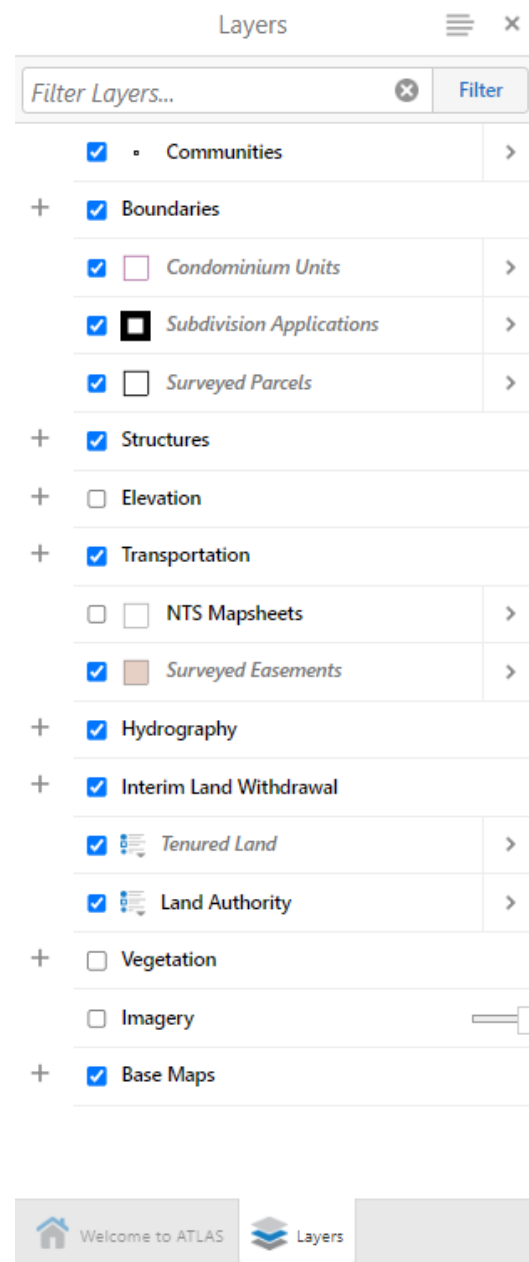 Layers
Filter Layers...
Filter
Communities
Boundaries
Condominium Units
Subdivision Applications
Surveyed Parcels
Structures
Elevation
Transportation
NTS Mapsheets
Surveyed Easements
Hydrography
Interim Land Withdrawal
Tenured Land
Land Authority
Vegetation
Imagery
Base Maps
Welcome to ATLAS Layers